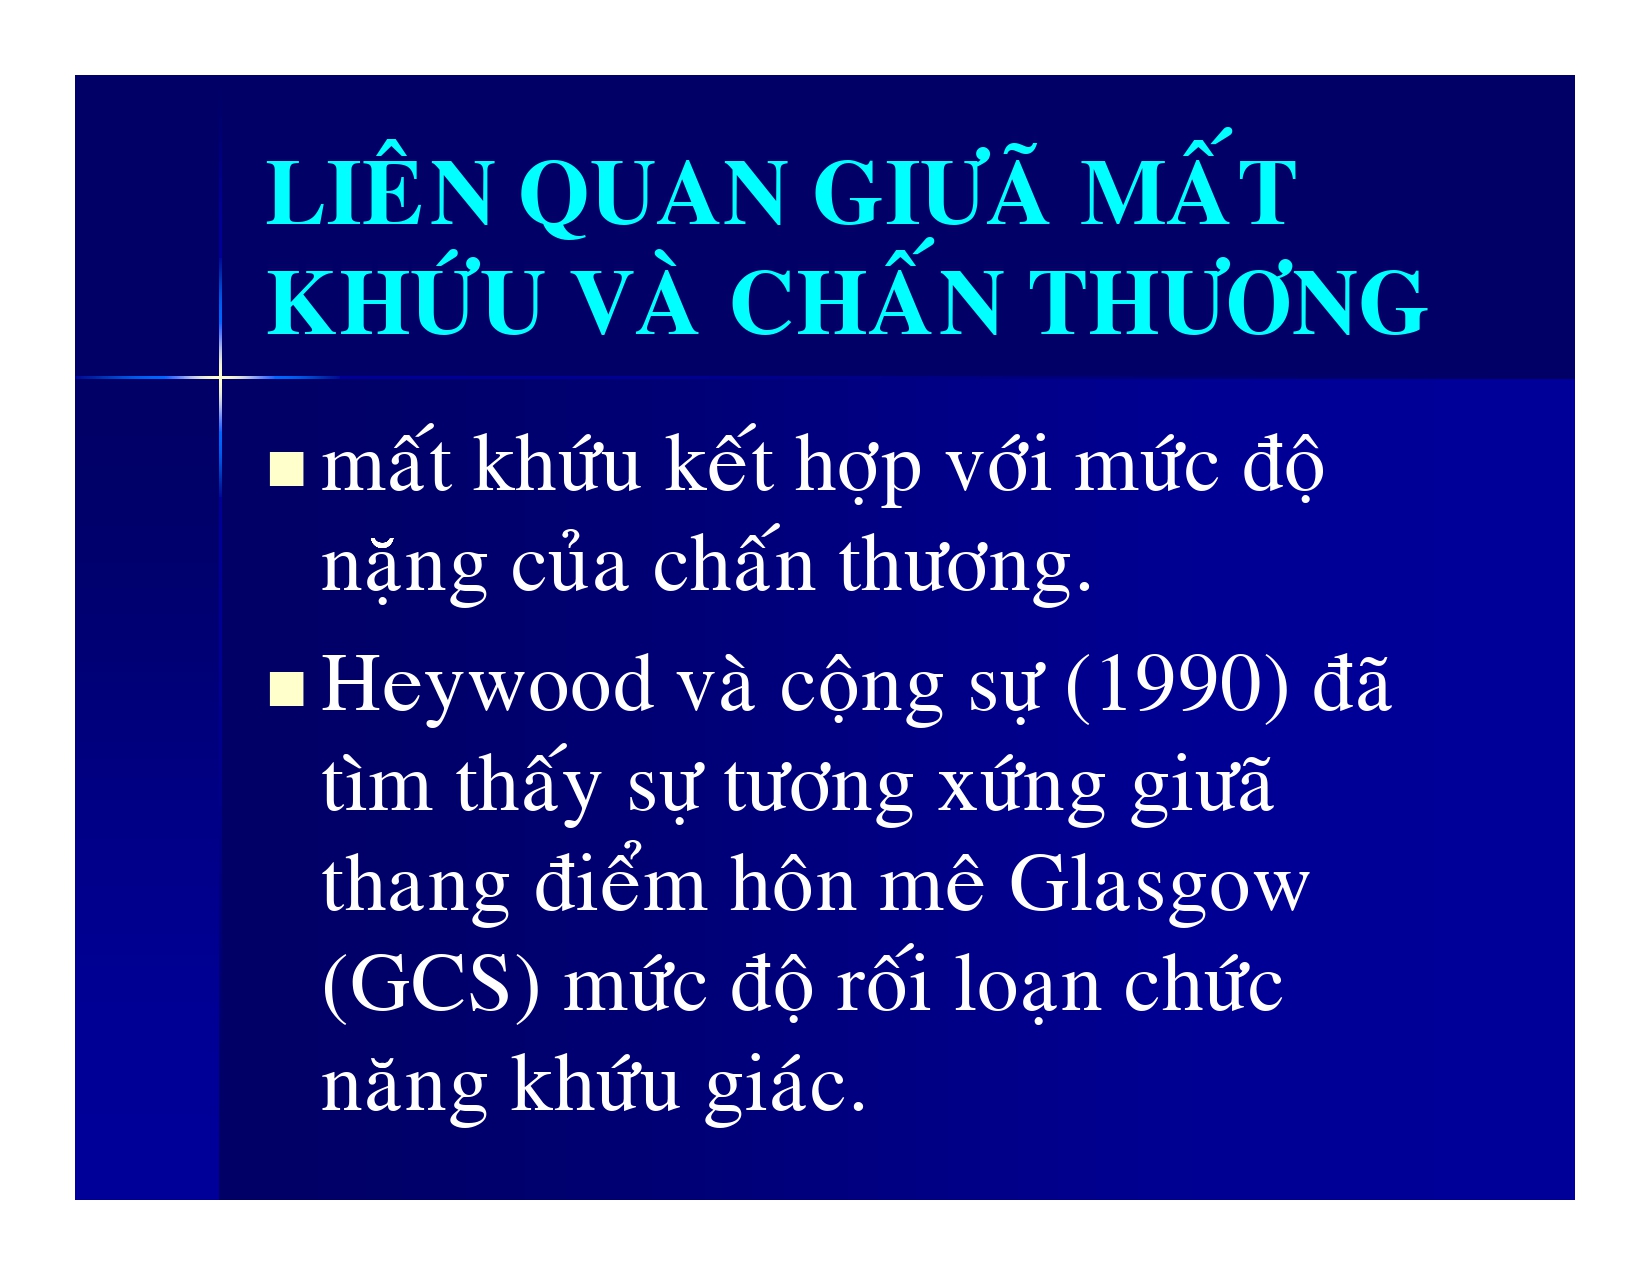 LIÊN QUAN GIƯÃ MẤT
KHỨU VÀ CHẤN THƯƠNG
mất khứu kết hợp với mức độ
nặng của chấn thương.
Heywood và cộng sự (1990) đã
tìm thấy sự tương xứng giưã
thang điểm hôn mê Glasgow
(GCS) mức độ rối loạn chức
năng khứu giác.